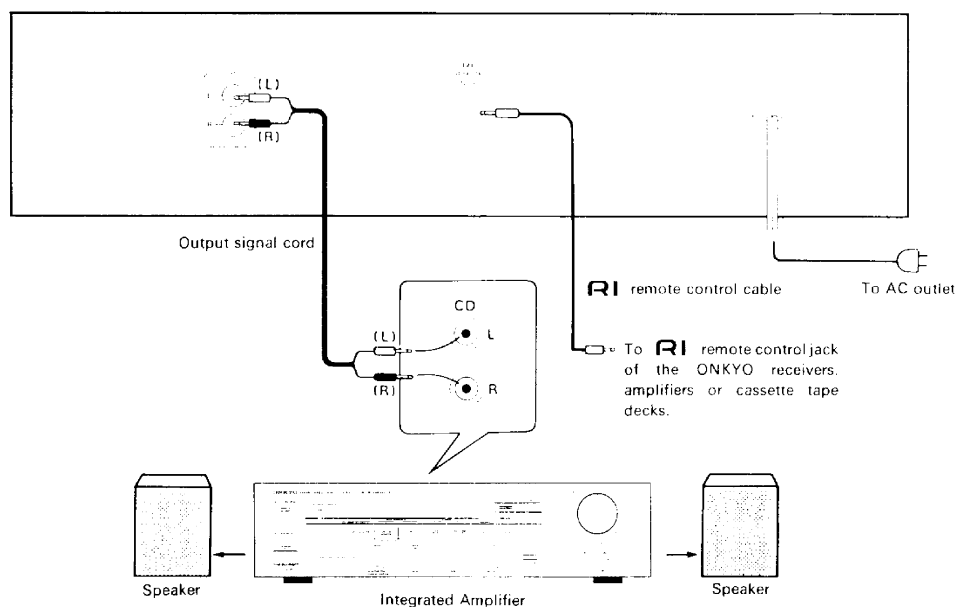 (L)
(R)
Output signal cord
RI remote control cable
To AC outlet
CD
(L)
L
(R)
R
To RI remote control jack
of the ONKYO receivers.
amplifiers or cassette tape
decks.
Speaker
Integrated Amplifier
Speaker